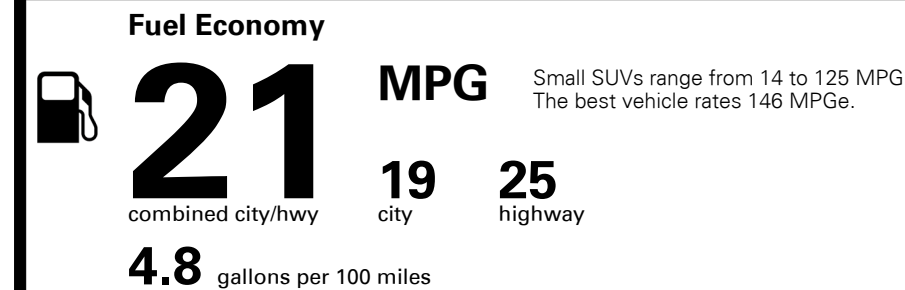 Fuel Economy
21 MPG
Small SUVs range from 14 to 125 MPG
The best vehicle rates 146 MPGe.
combined city/hwy
19
city
25
highway
4.8 gallons per 100 miles